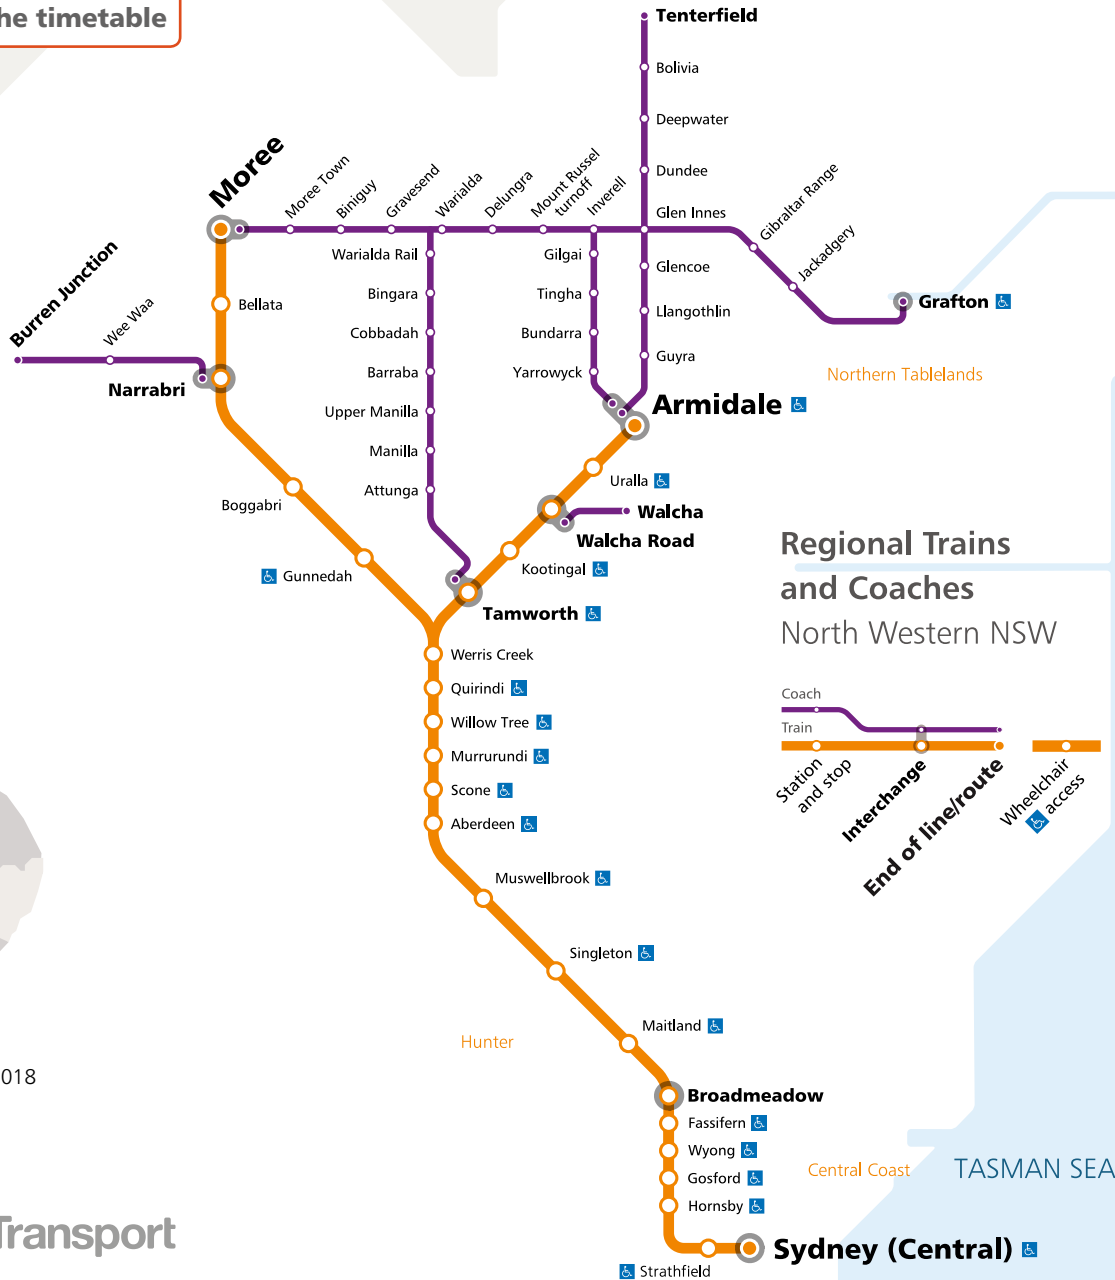 he timetable
Tenterfield
Bolivia
Deepwater
Dundee
Glen Innes
Moree
Moree Town
Biniguy
Gravesend
Warialda
Delungra
Mount Russel
turnoff
Inverell
Gibraltar Range
Jackadgery
Grafton
Burren Junction
Wee Waa
Bellata
Narrabri
Warialda Rail
Bingara
Cobbadah
Barraba
Upper Manilla
Manilla
Attunga
Gilgai
Tingha
Bundarra
Yarrowyck
Glencoe
Llangothlin
Guyra
Northern Tablelands
Armidale
Uralla
Walcha
Walcha Road
Kootingal
Tamworth
Boggabri
Gunnedah
Werris Creek
Quirindi
Willow Tree
Murrurundi
Scone
Aberdeen
Muswellbrook
Singleton
Maitland
Hunter
Broadmeadow
Fassifern
Wyong
Gosford
Hornsby
Strathfield
Sydney (Central)
Central Coast
TASMAN SEA
Regional Trains
and Coaches
North Western NSW
Coach
Train
Station
and stop
Interchange
End of line/route
Wheelchair
access
018
Transport